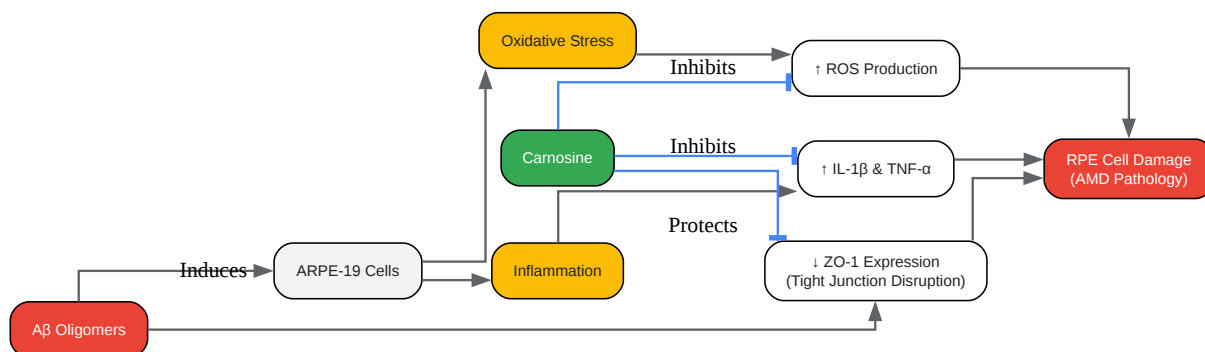 Oxidative Stress
Inhibits
↑ ROS Production
Carnosine
Inhibits
↑ IL-1β & TNF-α
RPE Cell Damage
(AMD Pathology)
Protects
Induces
ARPE-19 Cells
Inflammation
↓ ZO-1 Expression
(Tight Junction Disruption)
Aβ Oligomers